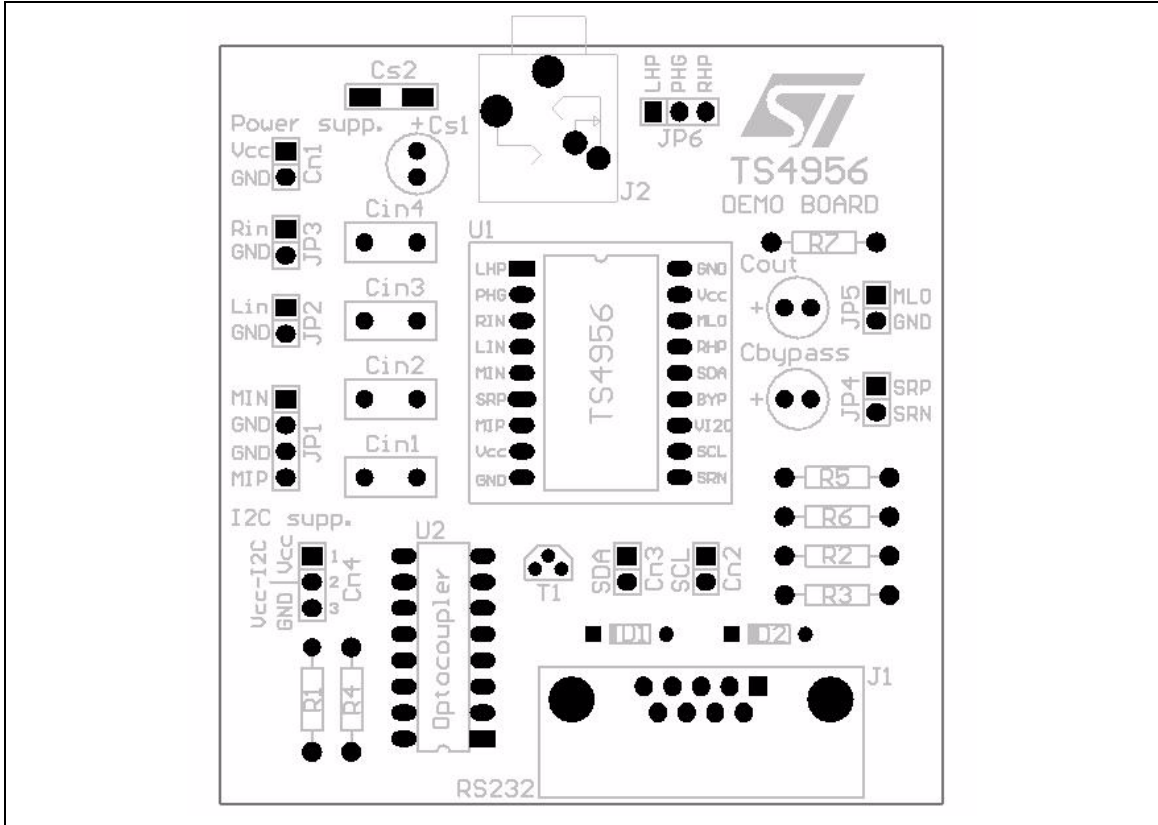 Cs2
LHP
PHG
RHP
JP6
ST
TS4956
DEMO BOARD
J2
Power supp.
+Cs1
Vcc
GND
Cn1
Cin4
Rin
GND
JP3
U1
R7
LHP
PHG
RIN
LIN
MIN
SRP
MIP
Vcc
GND
TS4956
GND
Vcc
MLO
RHP
SDA
BYP
VI2C
SCL
SRN
Cout
+
JP5
MLO
GND
Cin3
Lin
GND
JP2
Cbypass
+
JP4
SRP
SRN
Cin2
MIN
GND
GND
MIP
JP1
Cin1
R5
R6
R2
R3
I2C supp.
Vcc-I2C
GND
Vcc
1
2
3
Cn4
U2
Optocoupler
T1
SDA
Cn3
SCL
Cn2
D1
D2
R1
R4
J1
RS232